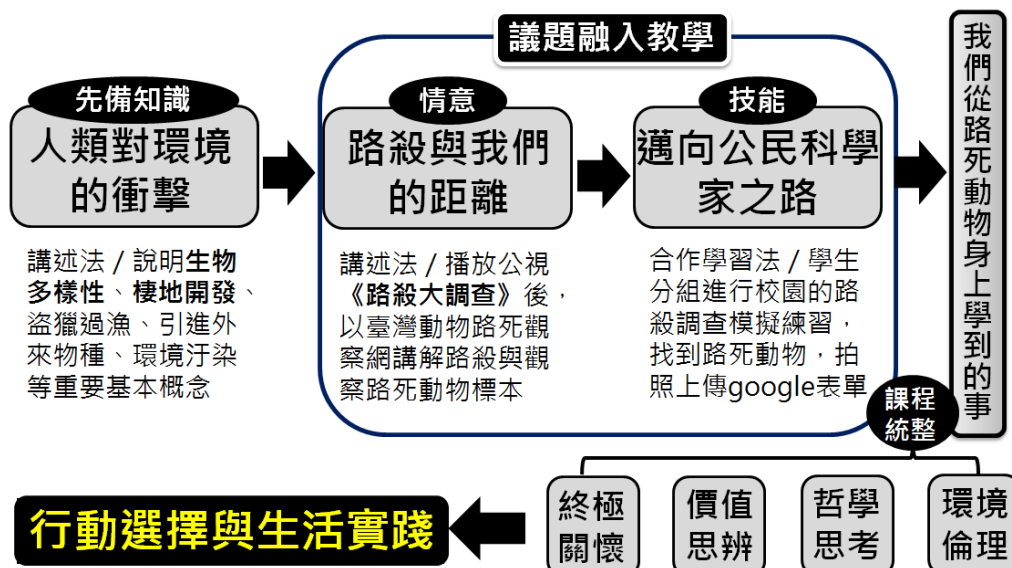 議題融入教學
先備知識
人類對環境
的衝擊
講述法 / 說明生物
多樣性、棲地開發、
盜獵過漁、引進外
來物種、環境汙染
等重要基本概念
情意
路殺與我們
的距離
講述法 / 播放公視
《路殺大調查》後，
以臺灣動物路死觀
察網講解路殺與觀
察路死動物標本
技能
邁向公民科學
家之路
合作學習法 / 學生
分組進行校園的路
殺調查模擬練習，
找到路死動物，拍
照上傳google表單
我們從路死動物身上學到的事
課程
統整
終極
關懷
價值
思辨
哲學
思考
環境
倫理
行動選擇與生活實踐